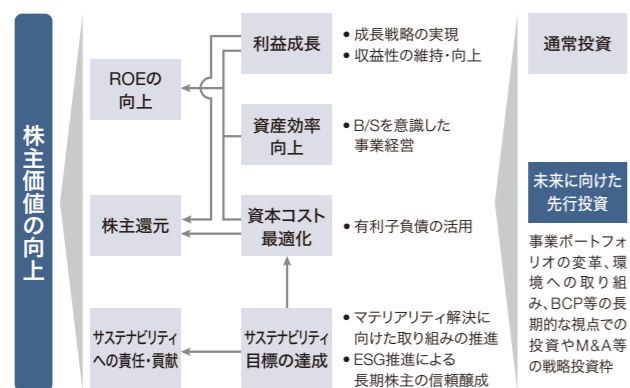 株主価値の向上
ROEの
向上
株主還元
サステナビリティ
への責任・貢献
利益成長
• 成長戦略の実現
• 収益性の維持・向上
資産効率
向上
• B/Sを意識した
事業経営
資本コスト
最適化
• 有利子負債の活用
サステナビリティ
目標の達成
• マテリアリティ解決に
向けた取り組みの推進
• ESG推進による
長期株主の信頼醸成
通常投資
未来に向けた
先行投資
事業ポートフォ
リオの変革、環
境への取り組
み、BCP等の長
期的な視点での
投資やM&A等
の戦略投資枠